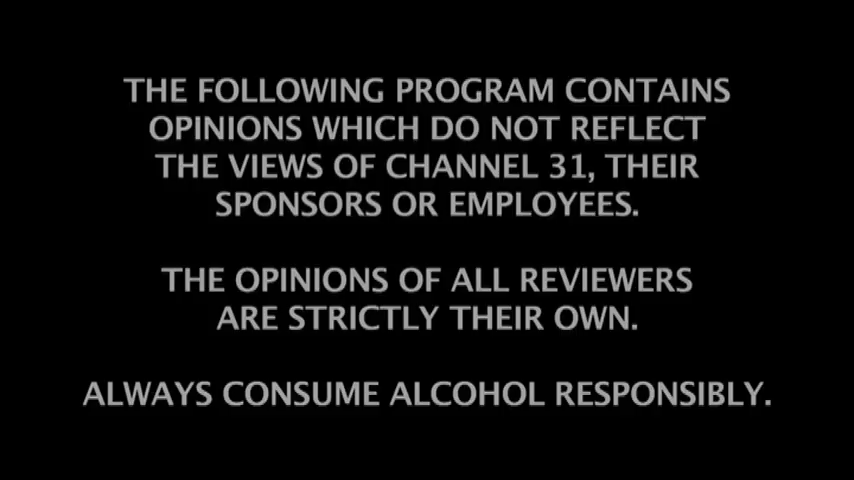 THE FOLLOWING PROGRAM CONTAINS
OPINIONS WHICH DO NOT REFLECT
THE VIEWS OF CHANNEL 31, THEIR
SPONSORS OR EMPLOYEES.
THE OPINIONS OF ALL REVIEWERS
ARE STRICTLY THEIR OWN.
ALWAYS CONSUME ALCOHOL RESPONSIBLY.